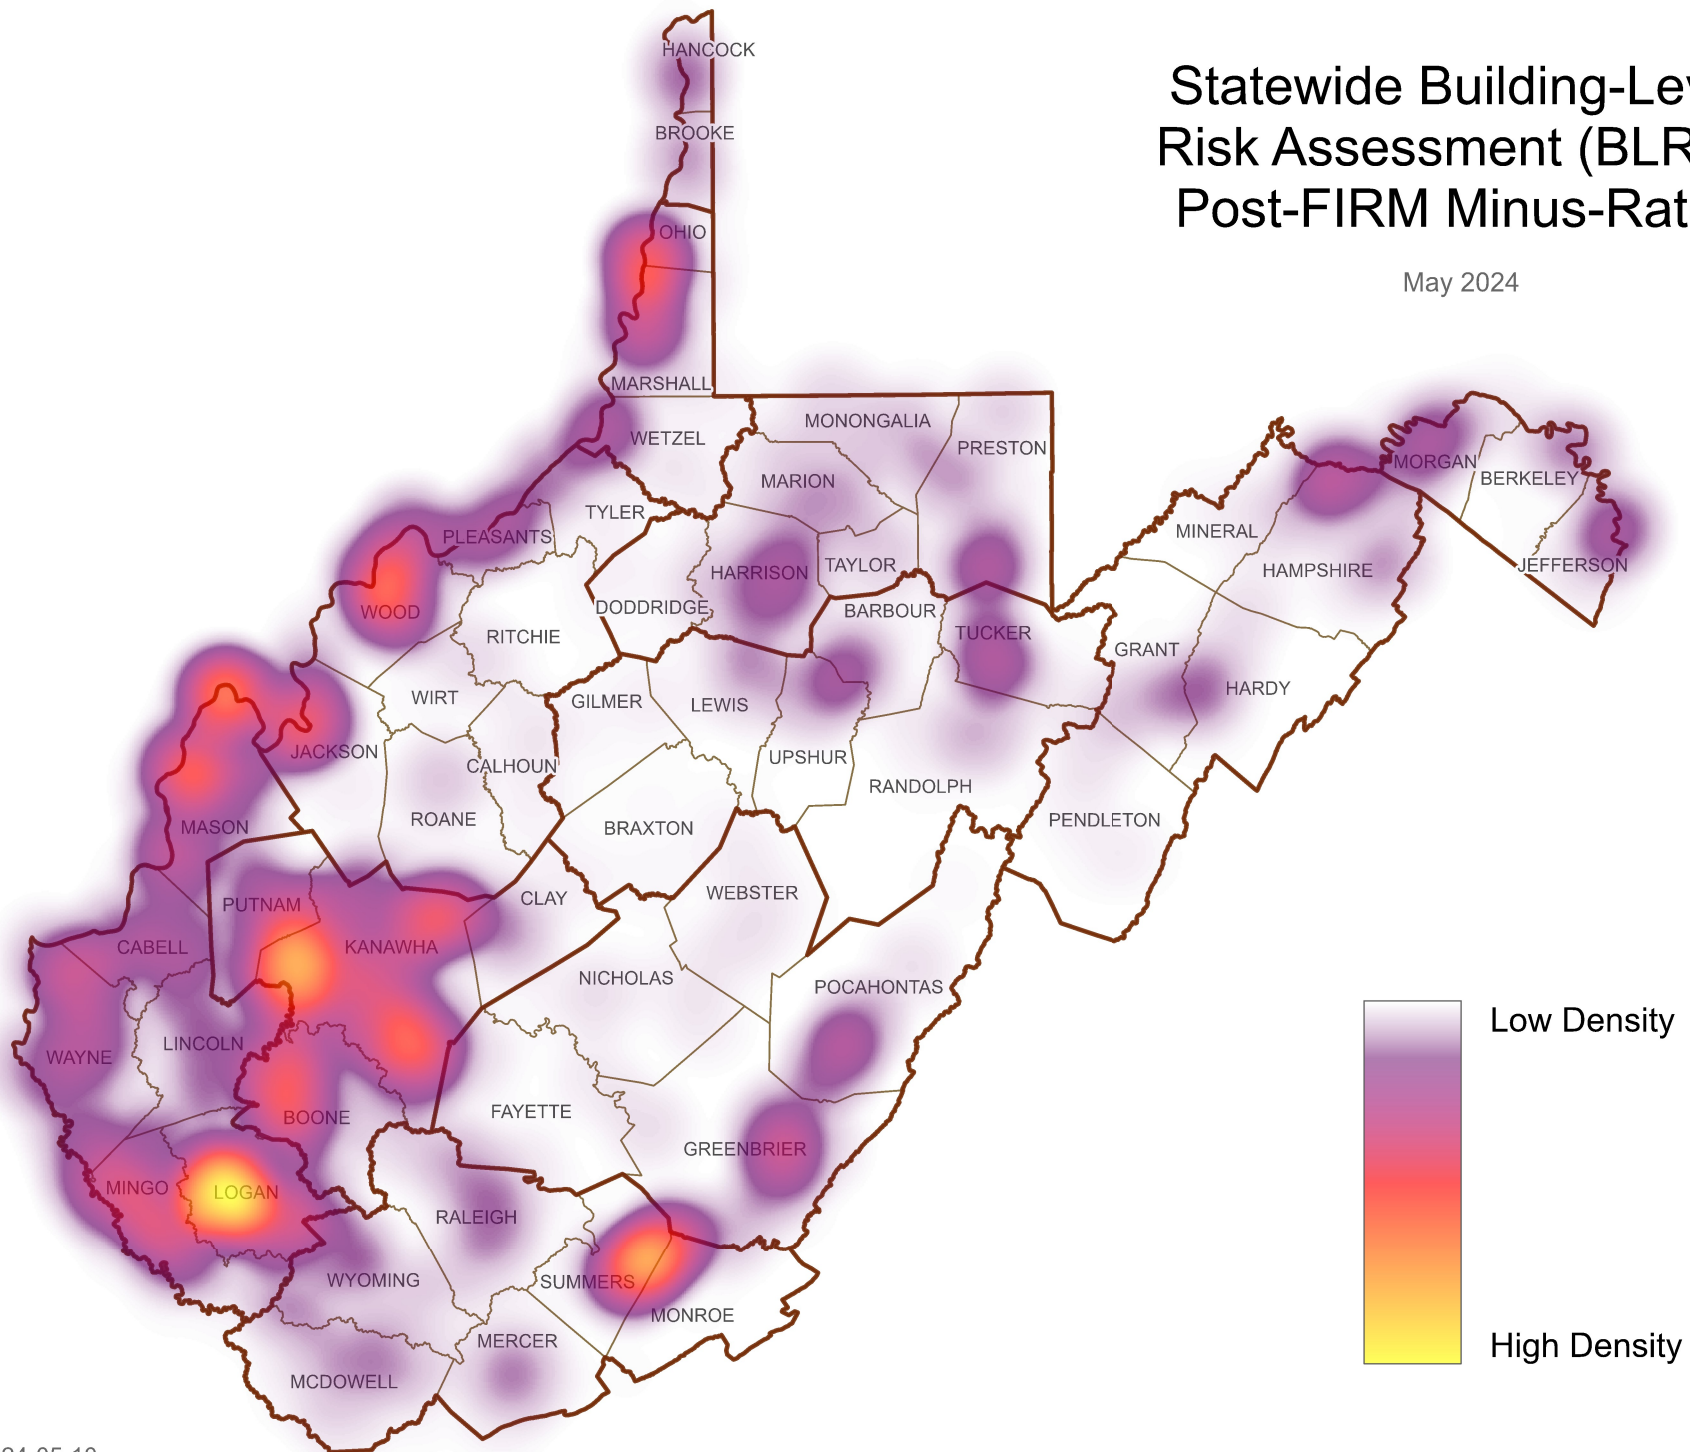 Statewide Building-Lev
Risk Assessment (BLR
Post-FIRM Minus-Rat
May 2024
HANCOCK
BROOKE
OHIO
MARSHALL
WETZEL
MONONGALIA
PRESTON
MARION
TYLER
PLEASANTS
MORGAN
BERKELEY
MINERAL
HAMPSHIRE
JEFFERSON
HARRISON
TAYLOR
WOOD
DODDRIDGE
BARBOUR
RITCHIE
TUCKER
GRANT
HARDY
WIRT
GILMER
LEWIS
JACKSON
CALHOUN
UPSHUR
RANDOLPH
ROANE
MASON
BRAXTON
PENDLETON
WEBSTER
CLAY
PUTNAM
CABELL
KANAWHA
NICHOLAS
POCAHONTAS
LINCOLN
WAYNE
BOONE
FAYETTE
GREENBRIER
MINGO
LOGAN
RALEIGH
WYOMING
SUMMERS
MONROE
MERCER
MCDOWELL
Low Density
High Density